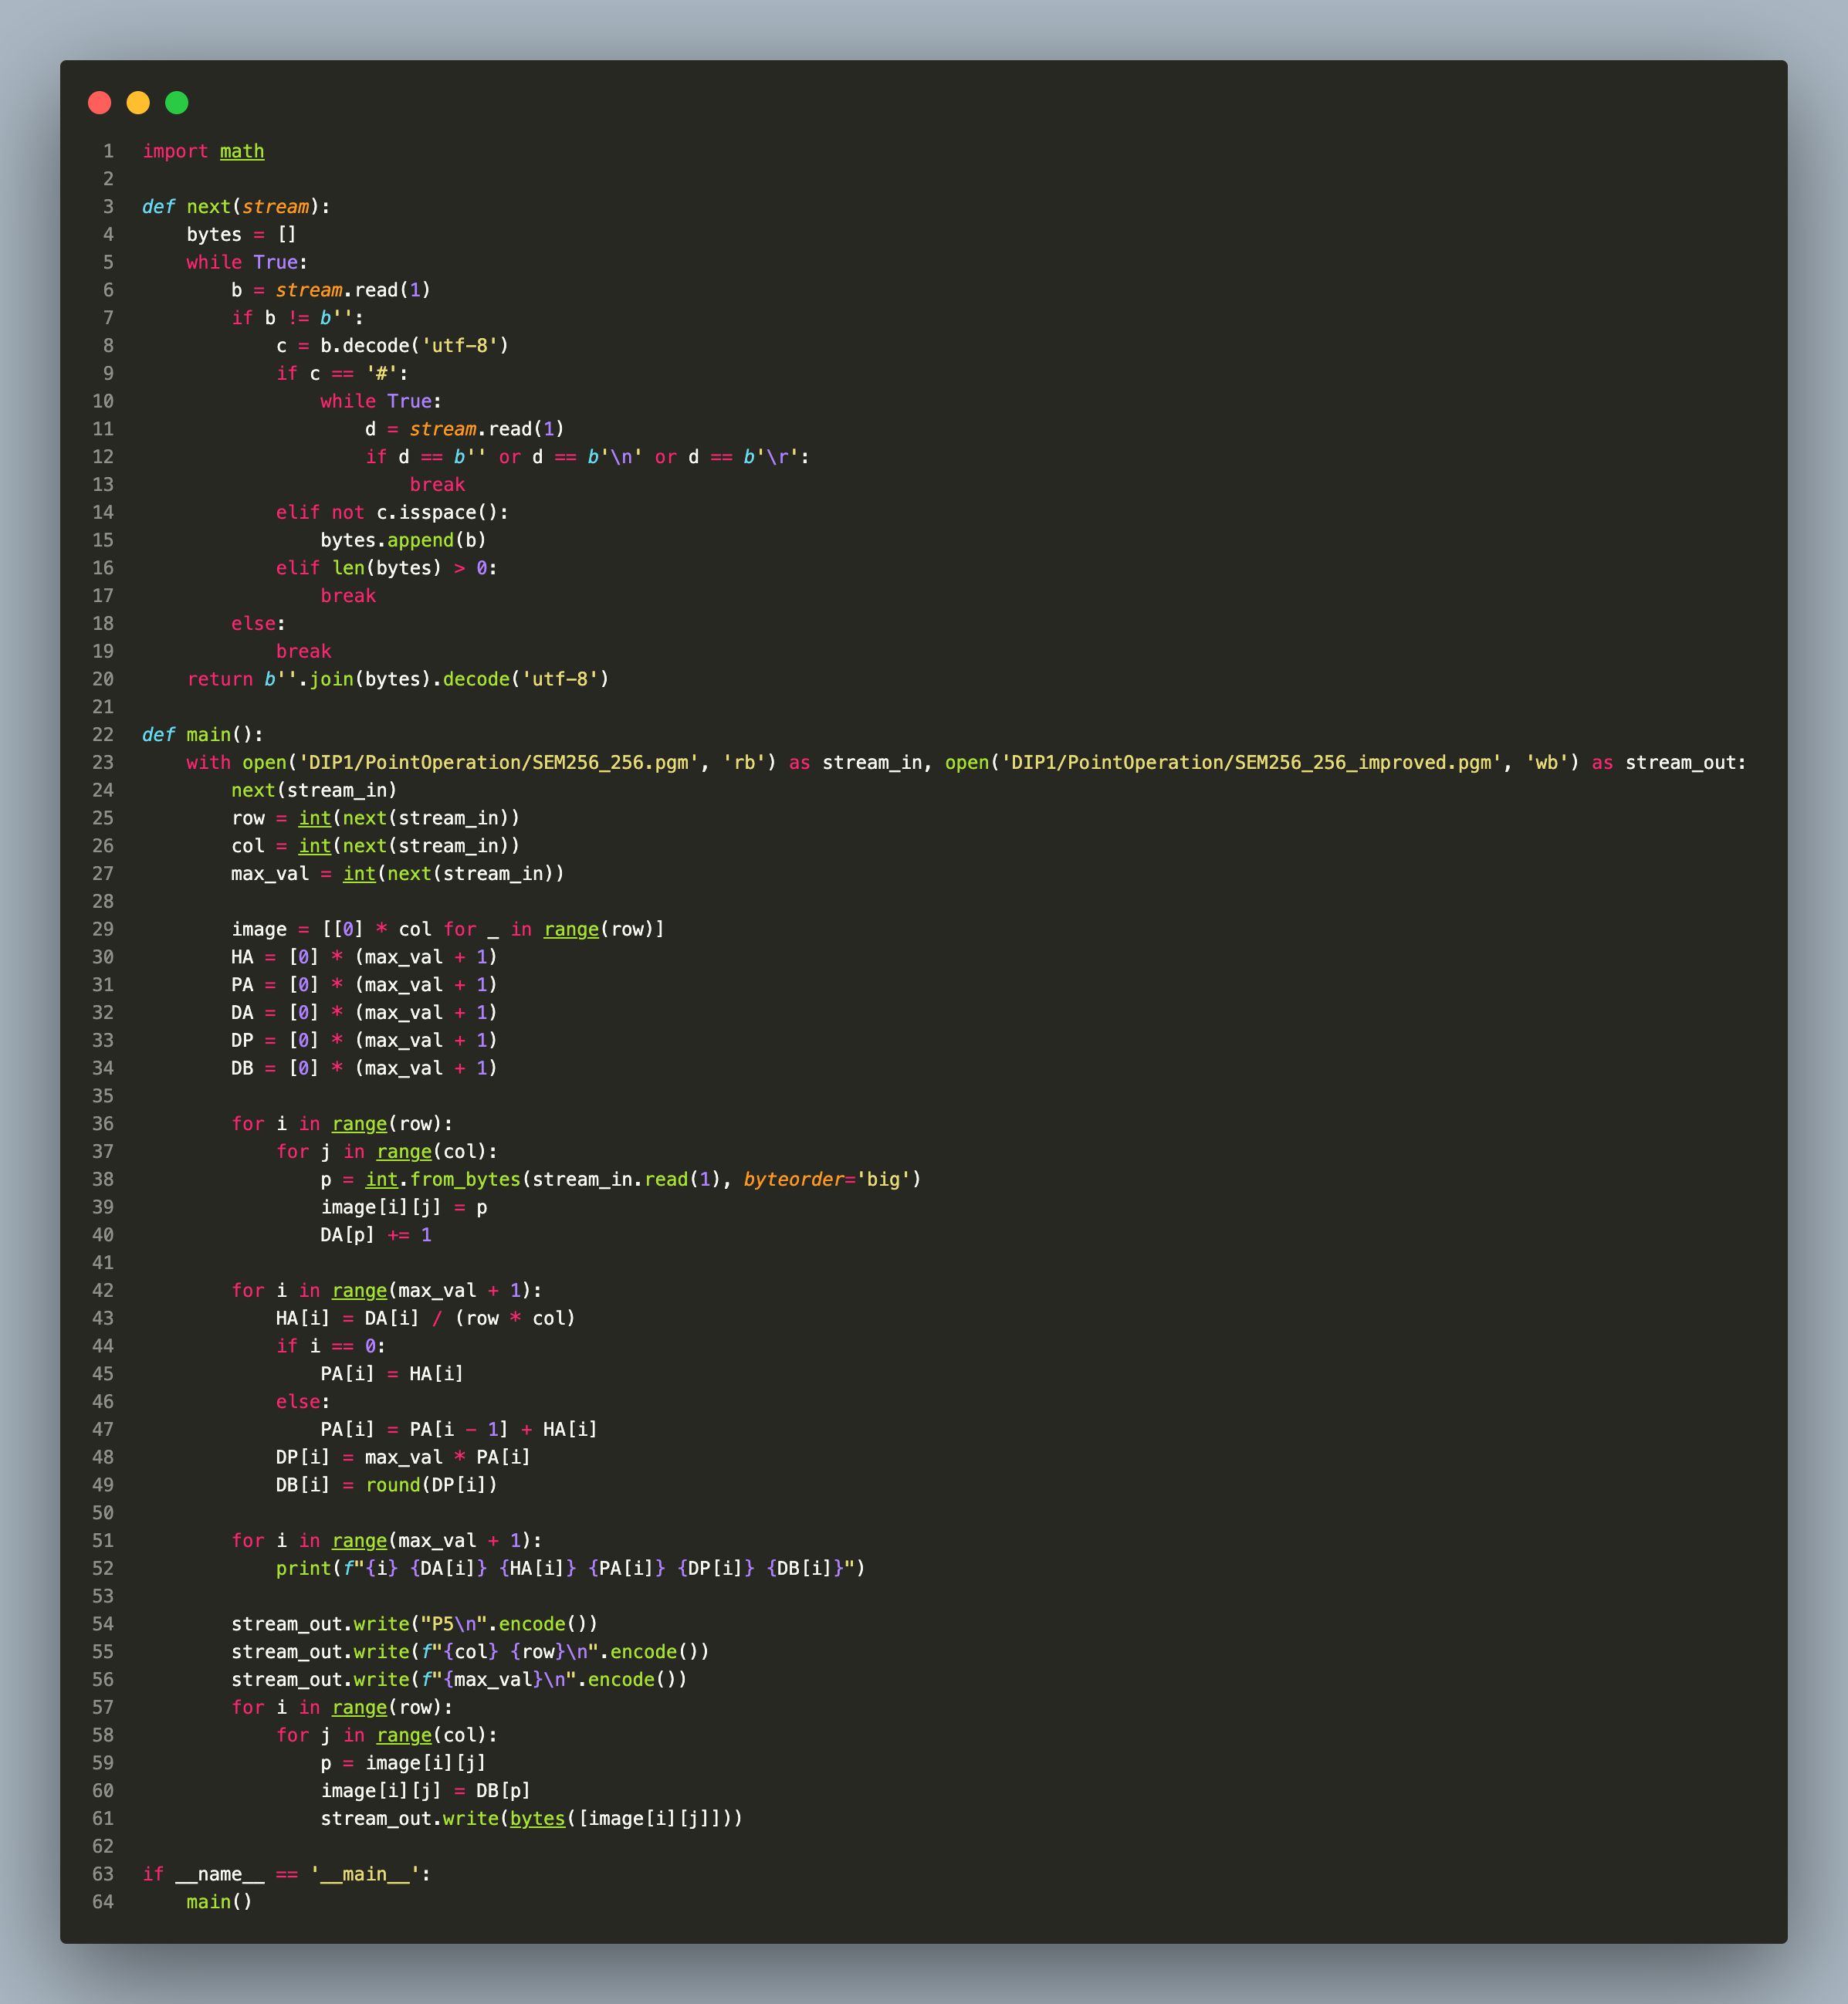 1 import math
2
3 def next(stream):
4     bytes = []
5     while True:
6         b = stream.read(1)
7         if b != b'':
8             c = b.decode('utf-8')
9             if c == '#':
10                 while True:
11                     d = stream.read(1)
12                     if d == b'' or d == b'\n' or d == b'\r':
13                         break
14             elif not c.isspace():
15                 bytes.append(b)
16             elif len(bytes) > 0:
17                 break
18         else:
19             break
20     return b''.join(bytes).decode('utf-8')
21
22 def main():
23     with open('DIP1/PointOperation/SEM256_256.pgm', 'rb') as stream_in, open('DIP1/PointOperation/SEM256_256_improved.pgm', 'wb') as stream_out:
24         next(stream_in)
25         row = int(next(stream_in))
26         col = int(next(stream_in))
27         max_val = int(next(stream_in))
28
29         image = [[0] * col for _ in range(row)]
30         HA = [0] * (max_val + 1)
31         PA = [0] * (max_val + 1)
32         DA = [0] * (max_val + 1)
33         DP = [0] * (max_val + 1)
34         DB = [0] * (max_val + 1)
35
36         for i in range(row):
37             for j in range(col):
38                 p = int.from_bytes(stream_in.read(1), byteorder='big')
39                 image[i][j] = p
40                 DA[p] += 1
41
42         for i in range(max_val + 1):
43             HA[i] = DA[i] / (row * col)
44             if i == 0:
45                 PA[i] = HA[i]
46             else:
47                 PA[i] = PA[i - 1] + HA[i]
48             DP[i] = max_val * PA[i]
49             DB[i] = round(DP[i])
50
51         for i in range(max_val + 1):
52             print(f"{i} {DA[i]} {HA[i]} {PA[i]} {DP[i]} {DB[i]}")
53
54         stream_out.write("P5\n".encode())
55         stream_out.write(f"{col} {row}\n".encode())
56         stream_out.write(f"{max_val}\n".encode())
57         for i in range(row):
58             for j in range(col):
59                 p = image[i][j]
60                 image[i][j] = DB[p]
61                 stream_out.write(bytes([image[i][j]]))
62
63 if __name__ == '__main__':
64     main()